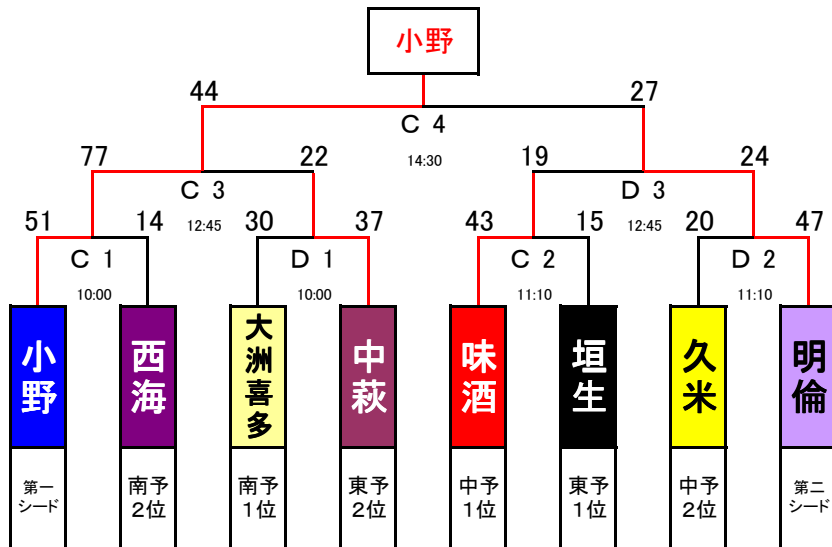 小野
44
27
C 4
14:30
77
22
19
24
C 3
D 3
51
14
12:45
30
37
43
15
12:45
20
47
C 1
D 1
C 2
D 2
10:00
10:00
11:10
11:10
小野
西海
大洲喜多
中萩
味酒
垣生
久米
明倫
第一
シード
南予
2位
南予
1位
東予
2位
中予
1位
東予
1位
中予
2位
第二
シード